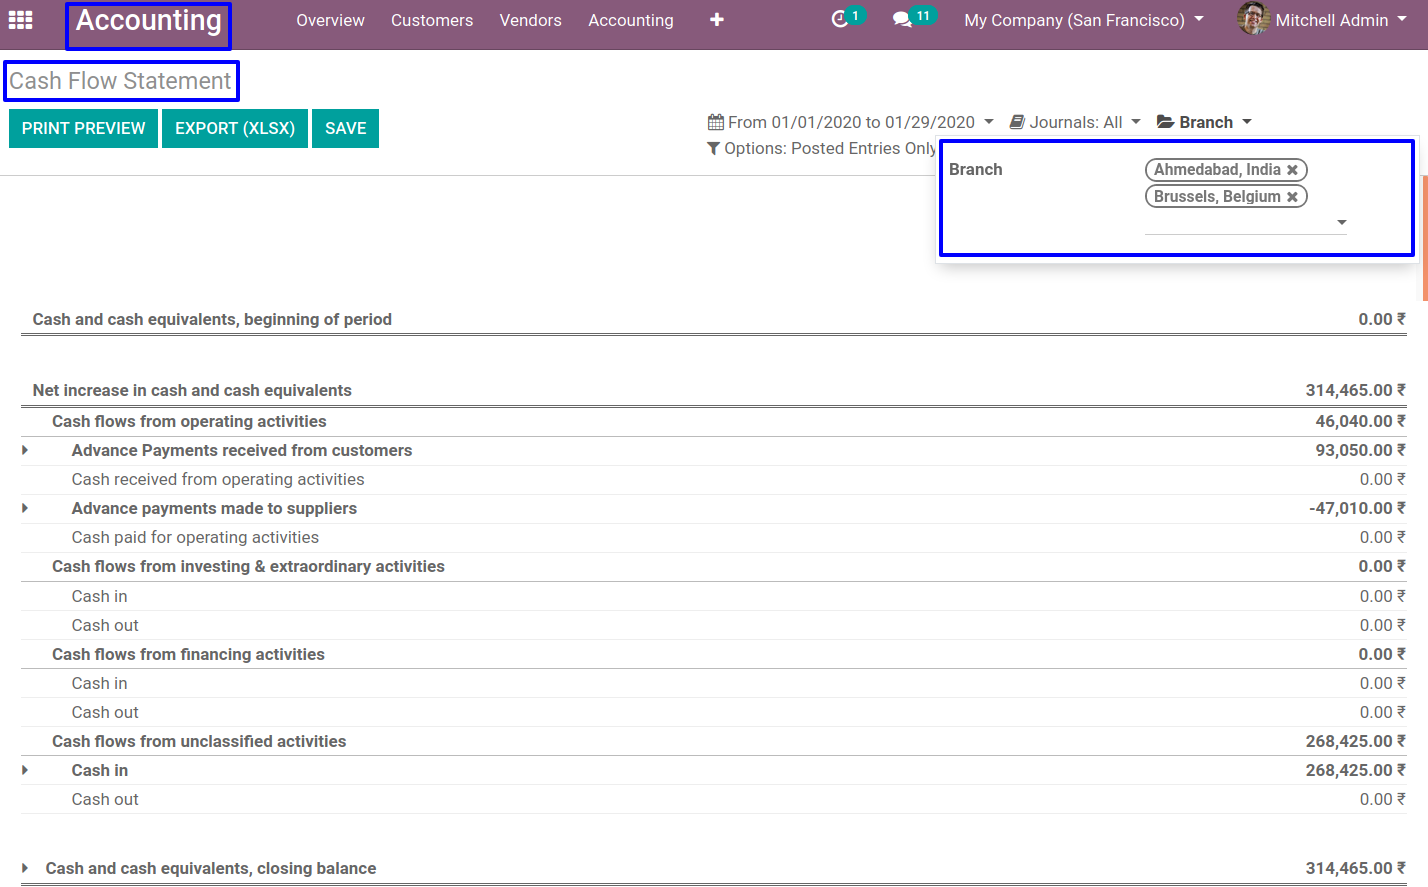 Accounting Overview Customers Vendors Accounting 1 11 My Company (San Francisco) Mitchell Admin
Cash Flow Statement
PRINT PREVIEW EXPORT (XLSX) SAVE
From 01/01/2020 to 01/29/2020 Journals: All Branch
Options: Posted Entries Only
Branch Ahmedabad, India
Brussels, Belgium
Cash and cash equivalents, beginning of period 0.00 ₹
Net increase in cash and cash equivalents 314,465.00 ₹
Cash flows from operating activities 46,040.00 ₹
Advance Payments received from customers 93,050.00 ₹
Cash received from operating activities 0.00 ₹
Advance payments made to suppliers -47,010.00 ₹
Cash paid for operating activities 0.00 ₹
Cash flows from investing & extraordinary activities 0.00 ₹
Cash in 0.00 ₹
Cash out 0.00 ₹
Cash flows from financing activities 0.00 ₹
Cash in 0.00 ₹
Cash out 0.00 ₹
Cash flows from unclassified activities 268,425.00 ₹
Cash in 268,425.00 ₹
Cash out 0.00 ₹
Cash and cash equivalents, closing balance 314,465.00 ₹